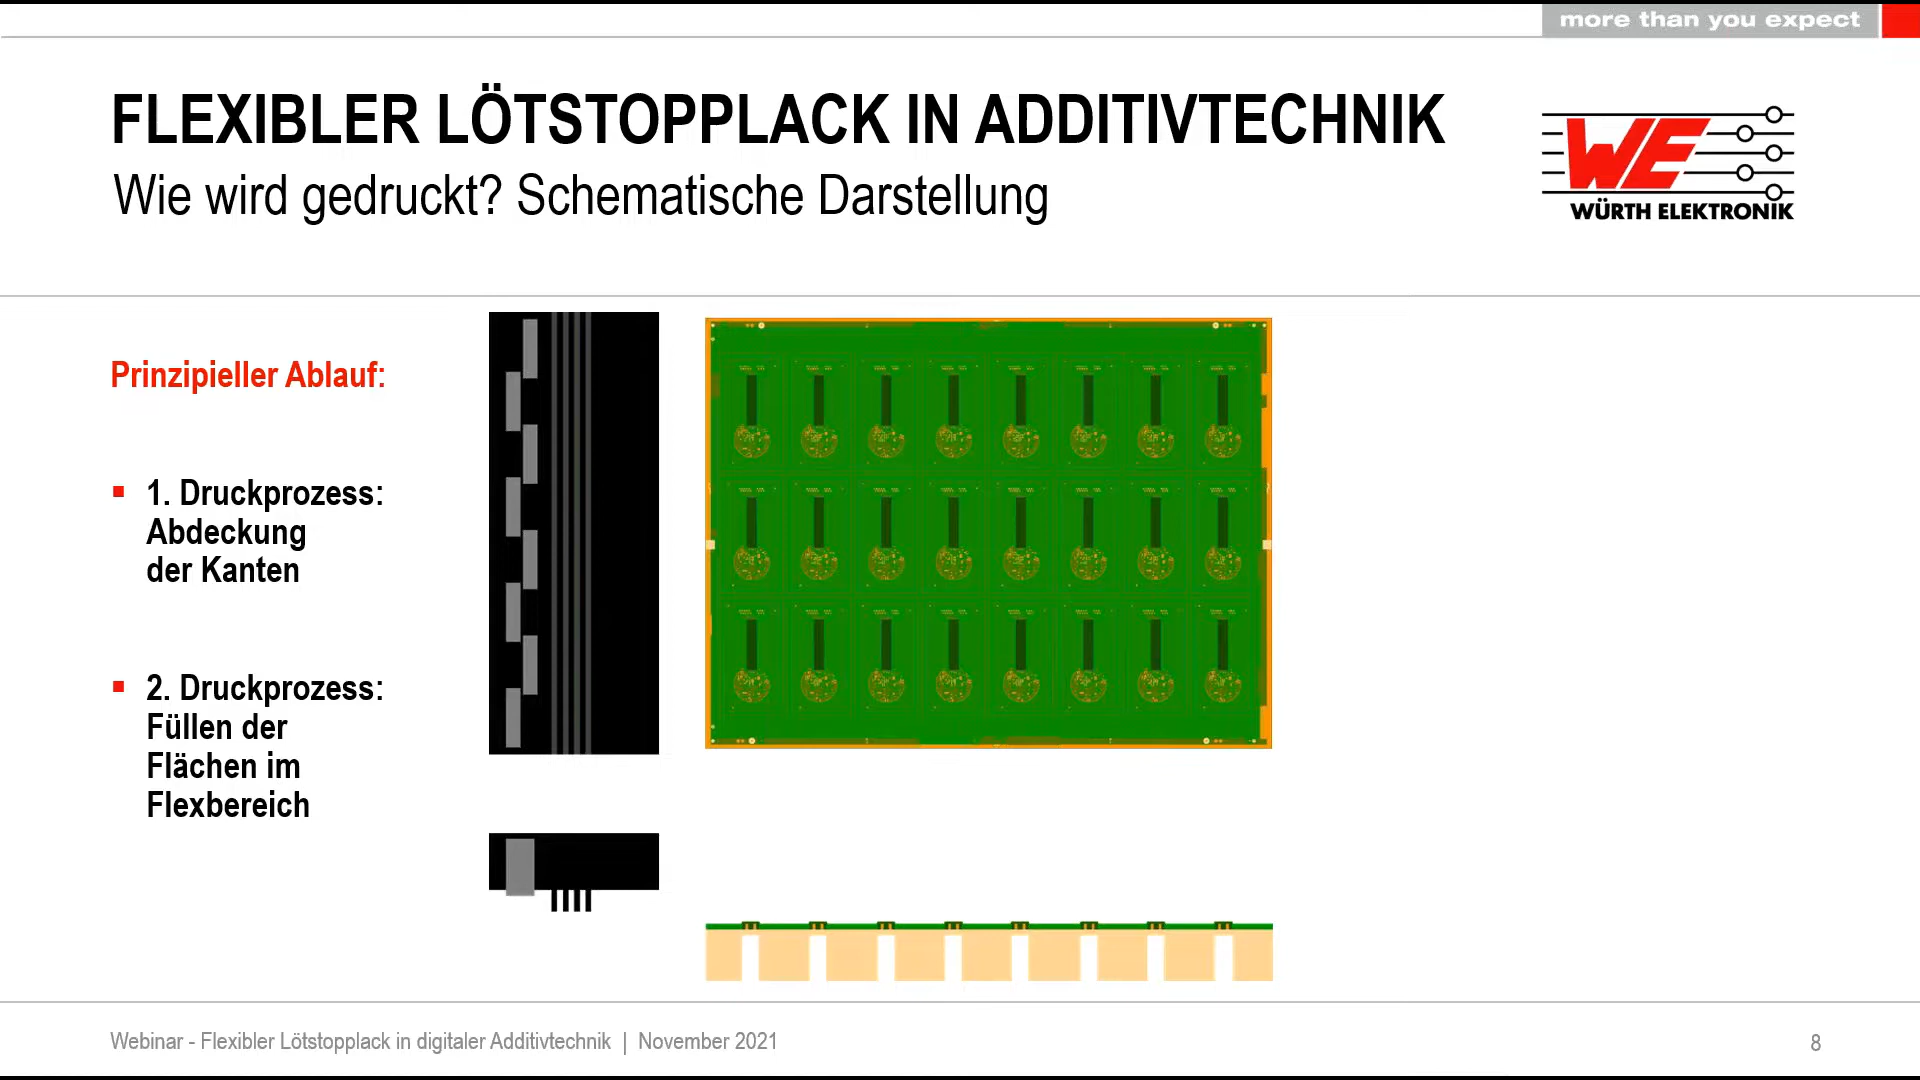 more than you expect
FLEXIBLER LÖTSTOPPLACK IN ADDITIVTECHNIK
Wie wird gedruckt? Schematische Darstellung
WE
WÜRTH ELEKTRONIK
Prinzipieller Ablauf:
1. Druckprozess:
Abdeckung
der Kanten
2. Druckprozess:
Füllen der
Flächen im
Flexbereich
Webinar - Flexibler Lötstopplack in digitaler Additivtechnik | November 2021
8